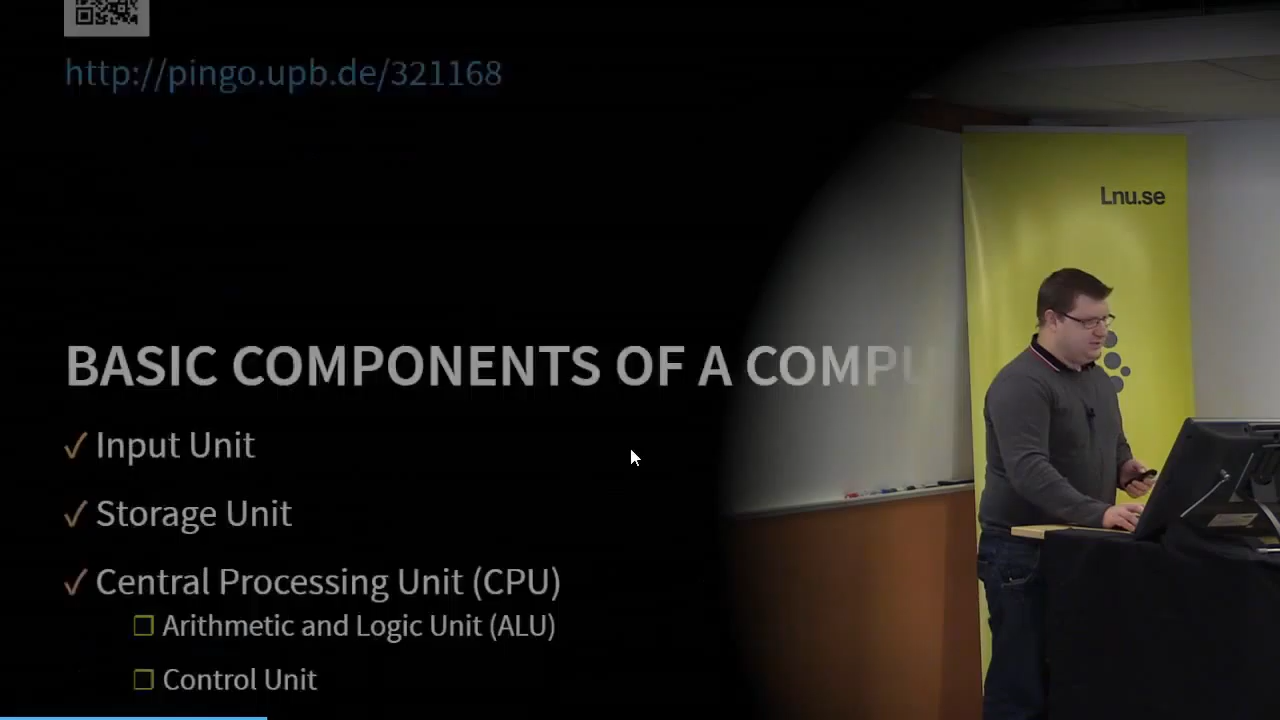 http://pingo.upb.de/321168
Lnu.se
BASIC COMPONENTS OF A COMPU
✓ Input Unit
✓ Storage Unit
✓ Central Processing Unit (CPU)
❐ Arithmetic and Logic Unit (ALU)
❐ Control Unit